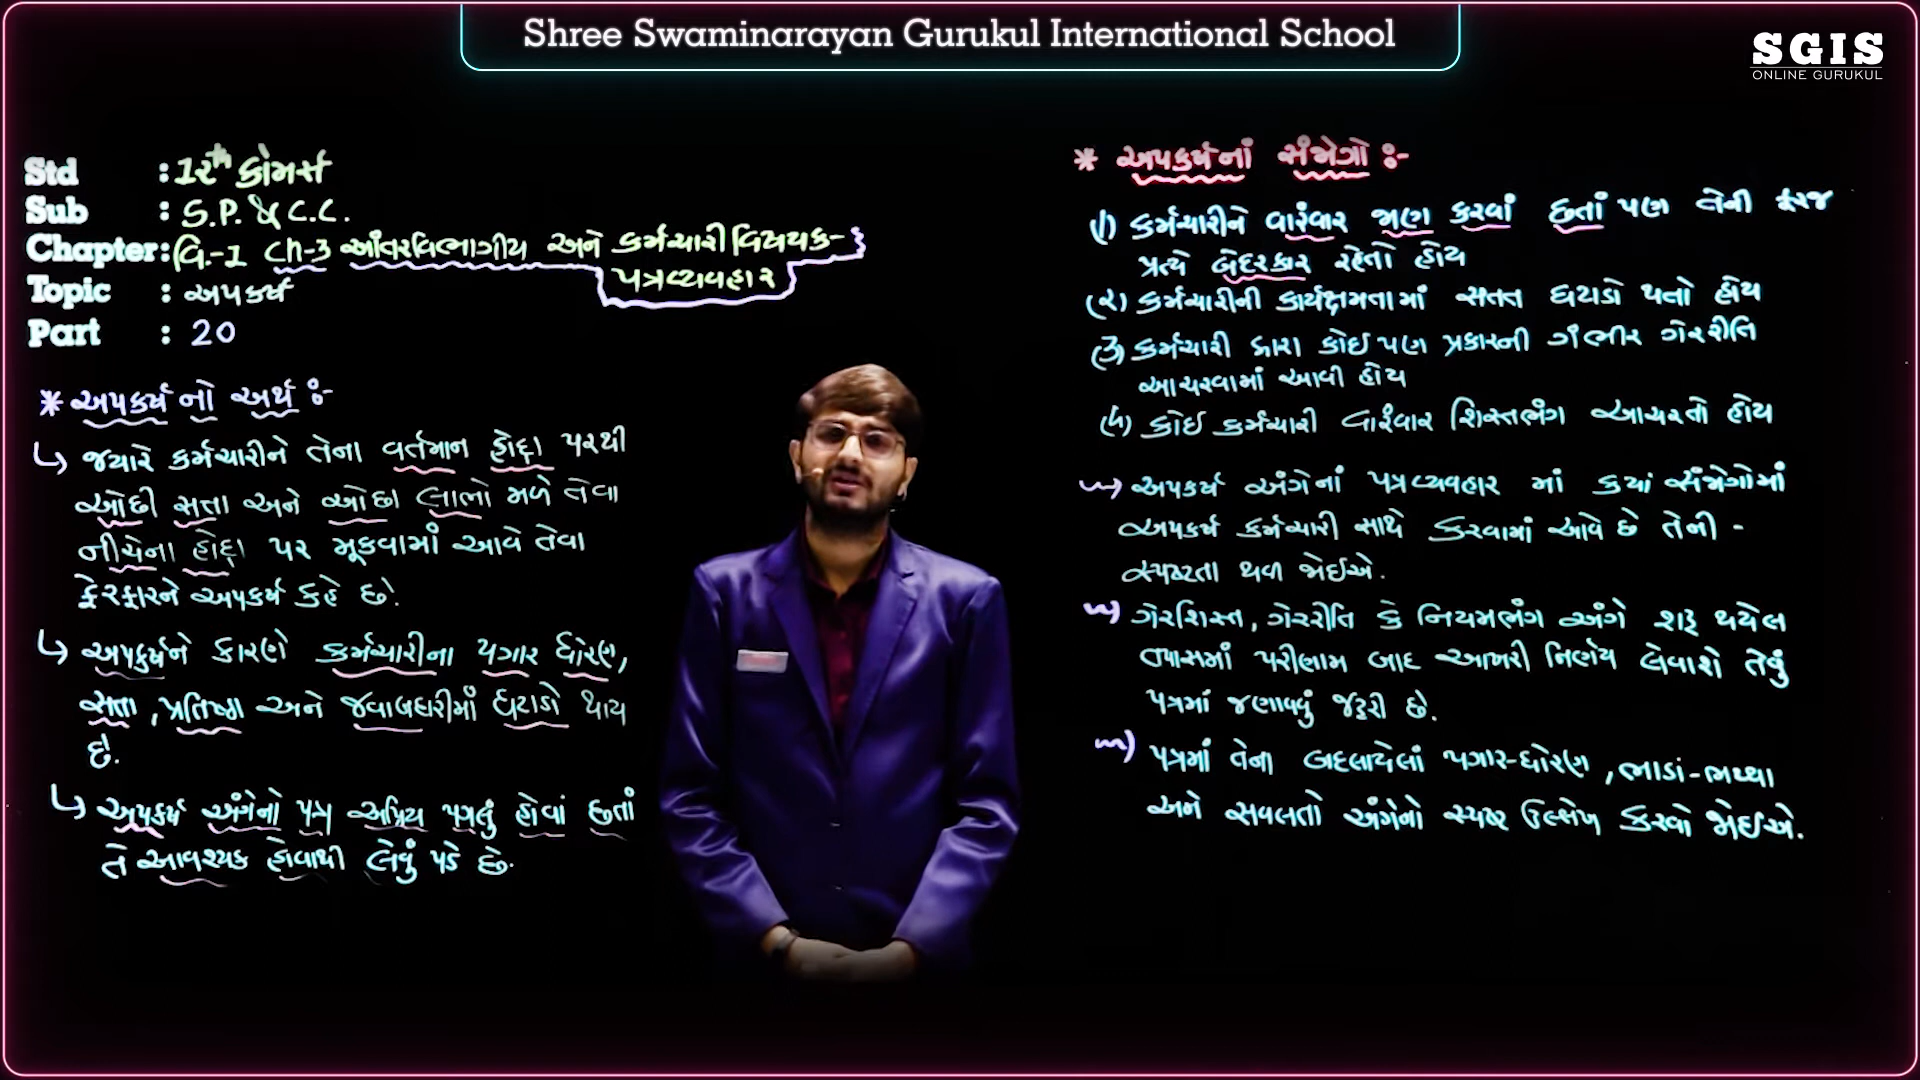 Shree Swaminarayan Gurukul International School
SGIS
ONLINE GURUKUL
Std : 12th કોમર્સ
Sub : S.P. & C.C.
Chapter : વિ.-1 Ch-3 આંતરવિભાગીય અને કર્મચારી વિષયક-
પત્રવ્યવહાર
Topic : અપકર્ષ
Part : 20
* અપકર્ષ નો અર્થ :-
↳ જ્યારે કર્મચારીને તેના વર્તમાન હોદ્દા પરથી
ઓછી સત્તા અને ઓછા લાભો મળે તેવા
નીચેના હોદ્દા પર મૂકવામાં આવે તેવા
ફેરફારને અપકર્ષ કહે છે.
↳ અપકર્ષને કારણે કર્મચારીના પગાર ધોરણ,
સત્તા, પ્રતિષ્ઠા અને જવાબદારીમાં ઘટાડો થાય
છે.
↳ અપકર્ષ અંગેનો પત્ર અપ્રિય પગલું હોવાં છતાં
તે આવશ્યક હોવાથી લેવું પડે છે.
* અપકર્ષનાં સંજોગો :-
(1) કર્મચારીને વારંવાર જાણ કરવાં છતાં પણ તેની ફરજ
પ્રત્યે બેદરકાર રહેતો હોય
(૨) કર્મચારીની કાર્યક્ષમતામાં સતત ઘટાડો થતો હોય
(૩) કર્મચારી દ્વારા કોઈ પણ પ્રકારની ગંભીર ગેરરીતિ
આચરવામાં આવી હોય
(૪) કોઈ કર્મચારી વારંવાર શિસ્તભંગ આચરતો હોય
અપકર્ષ અંગેનાં પત્રવ્યવહાર માં કયાં સંજોગોમાં
અપકર્ષ કર્મચારી સાથે કરવામાં આવે છે તેની -
સ્પષ્ટતા થવી જોઈએ.
ગેરશિસ્ત, ગેરરીતિ કે નિયમભંગ અંગે શરૂ થયેલ
તપાસમાં પરીણામ બાદ આખરી નિર્ણય લેવાશે તેવું
પત્રમાં જણાવવું જરૂરી છે.
પત્રમાં તેના બદલાયેલાં પગાર-ધોરણ, ભાડાં-ભથ્થા
અને સવલતો અંગેનો સ્પષ્ટ ઉલ્લેખ કરવો જોઈએ.